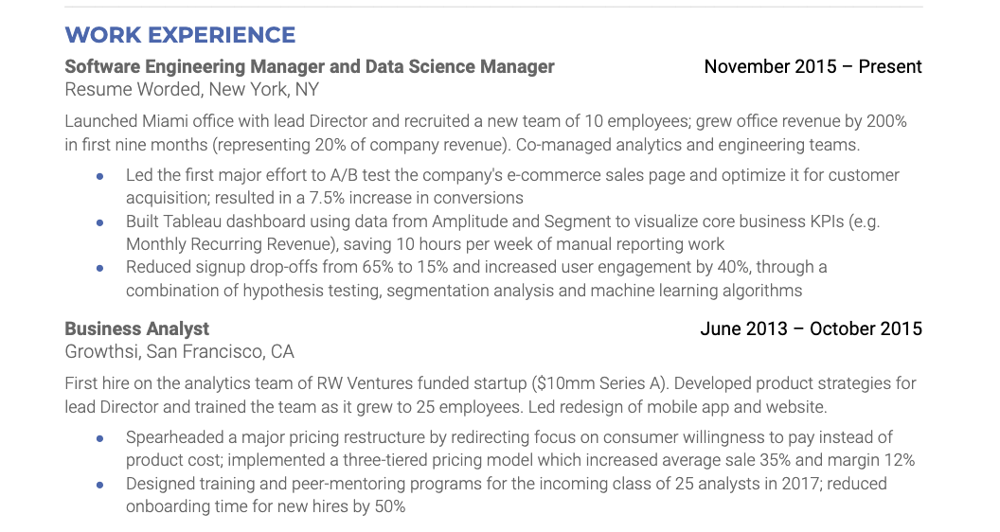 WORK EXPERIENCE
Software Engineering Manager and Data Science Manager November 2015 – Present
Resume Worded, New York, NY
Launched Miami office with lead Director and recruited a new team of 10 employees; grew office revenue by 200%
in first nine months (representing 20% of company revenue). Co-managed analytics and engineering teams.
● Led the first major effort to A/B test the company's e-commerce sales page and optimize it for customer
acquisition; resulted in a 7.5% increase in conversions
● Built Tableau dashboard using data from Amplitude and Segment to visualize core business KPIs (e.g.
Monthly Recurring Revenue), saving 10 hours per week of manual reporting work
● Reduced signup drop-offs from 65% to 15% and increased user engagement by 40%, through a
combination of hypothesis testing, segmentation analysis and machine learning algorithms
Business Analyst June 2013 – October 2015
Growthsi, San Francisco, CA
First hire on the analytics team of RW Ventures funded startup ($10mm Series A). Developed product strategies for
lead Director and trained the team as it grew to 25 employees. Led redesign of mobile app and website.
● Spearheaded a major pricing restructure by redirecting focus on consumer willingness to pay instead of
product cost; implemented a three-tiered pricing model which increased average sale 35% and margin 12%
● Designed training and peer-mentoring programs for the incoming class of 25 analysts in 2017; reduced
onboarding time for new hires by 50%